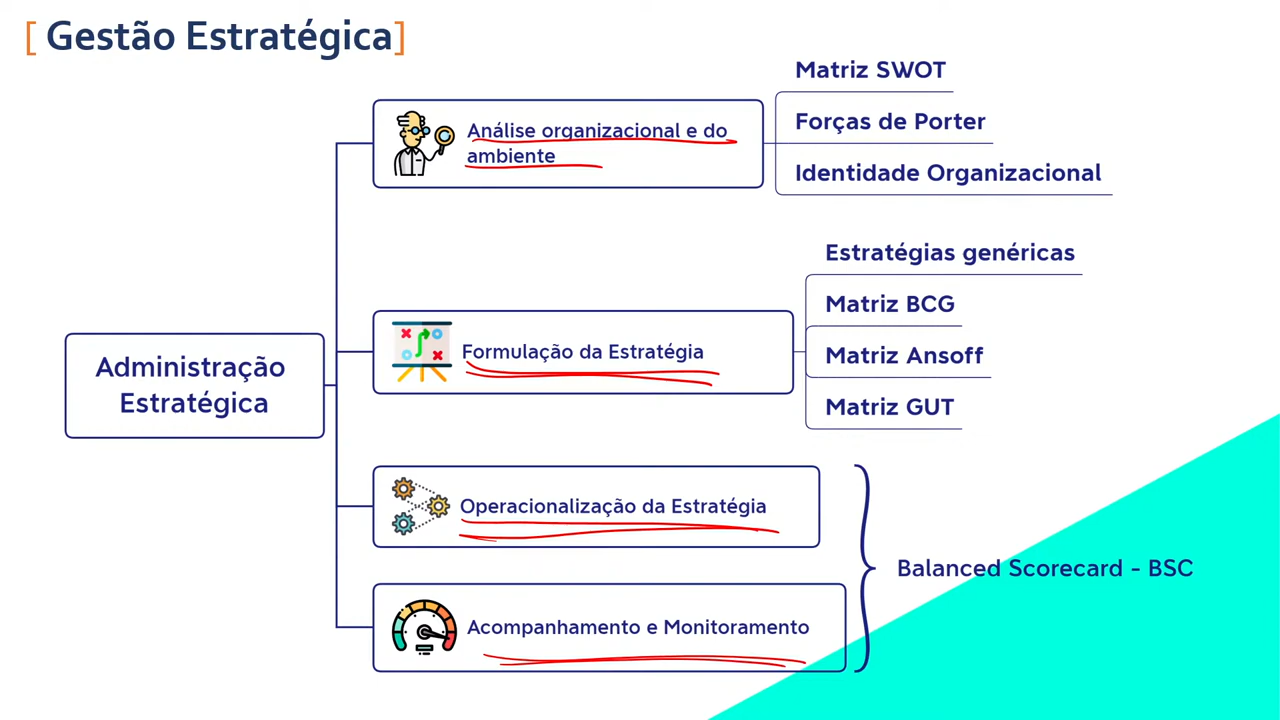 [ Gestão Estratégica]
Matriz SWOT
Análise organizacional e do
ambiente
Forças de Porter
Identidade Organizacional
Estratégias genéricas
Matriz BCG
Formulação da Estratégia
Matriz Ansoff
Matriz GUT
Administração
Estratégica
Operacionalização da Estratégia
Balanced Scorecard - BSC
Acompanhamento e Monitoramento